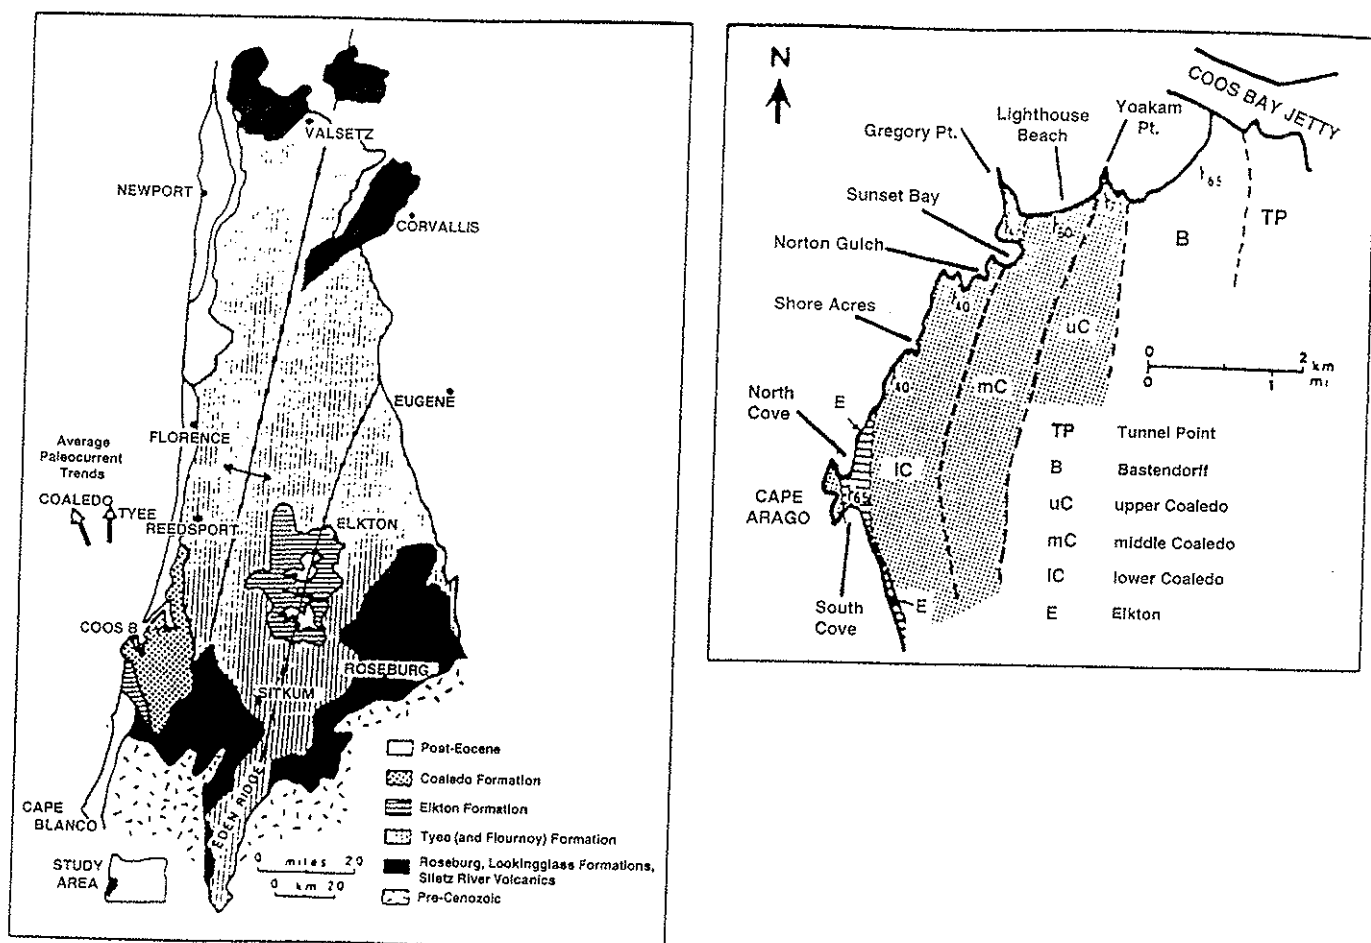 VALSETZ
NEWPORT
CORVALLIS
EUGENE
FLORENCE
Average
Paleocurrent
Trends
COALEDO
TYEE
REEDSPORT
ELKTON
COOS B
ROSEBURG
SITKUM
EDEN RIDGE
CAPE
BLANCO
STUDY
AREA
0 miles 20
0 km 20
Post-Eocene
Coaledo Formation
Elkton Formation
Tyee (and Flournoy) Formation
Roseburg, Lookingglass Formations,
Siletz River Volcanics
Pre-Cenozoic
N
COOS BAY JETTY
Gregory Pt.
Lighthouse
Beach
Yoakam
Pt.
Sunset Bay
Norton Gulch
Shore Acres
North
Cove
CAPE
ARAGO
South
Cove
65
50
40
40
65
TP
B
uC
mC
lC
E
E
0 2 km
0 1 mi
TP Tunnel Point
B Bastendorff
uC upper Coaledo
mC middle Coaledo
lC lower Coaledo
E Elkton